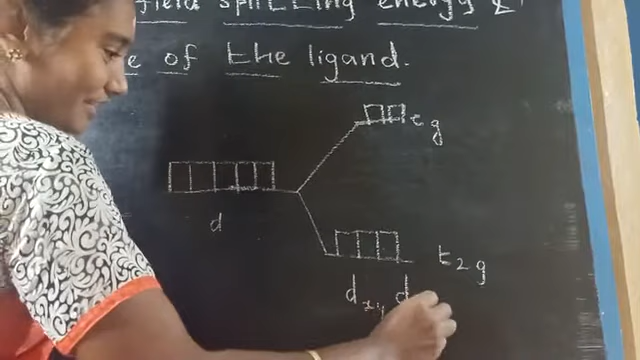 field splitting energy &
e of the ligand.
eg
d
t2g
dxy d